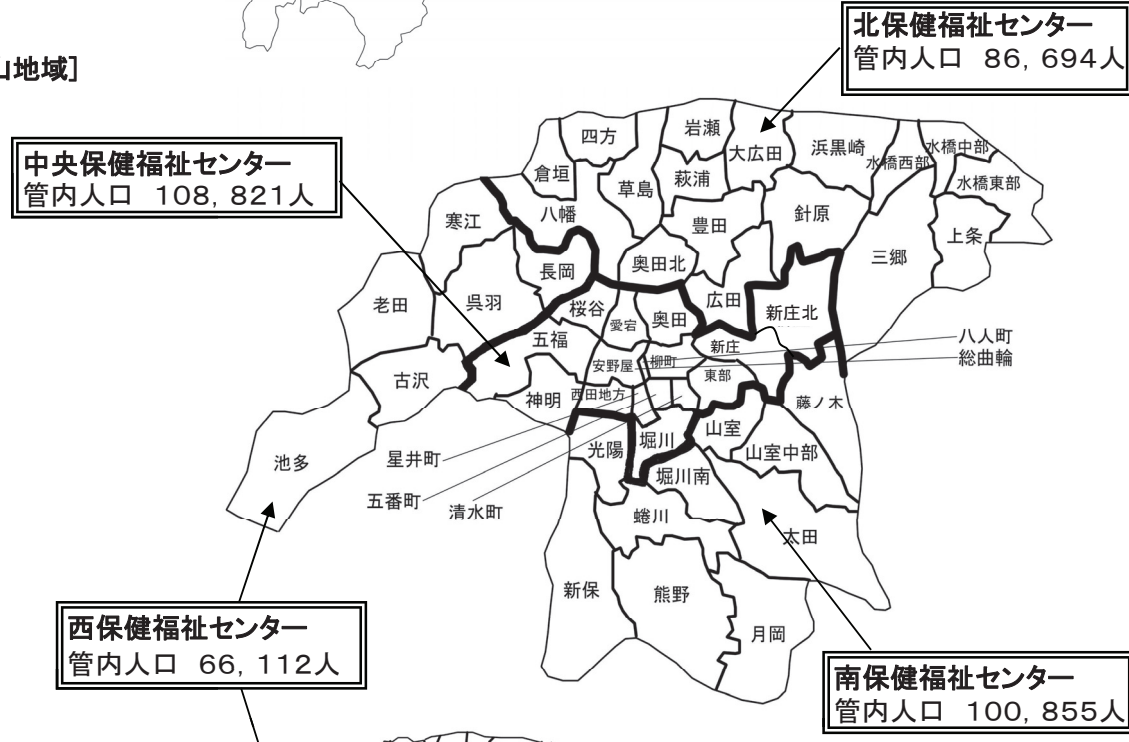 山地域]
北保健福祉センター
管内人口 86,694人
中央保健福祉センター
管内人口 108,821人
岩瀬
四方
大広田
浜黒崎
水橋中部
水橋西部
倉垣
草島
萩浦
水橋東部
寒江
八幡
豊田
針原
上条
長岡
奥田北
三郷
老田
呉羽
桜谷
愛宕
奥田
広田
新庄北
五福
新庄
八人町
安野屋
柳町
総曲輪
古沢
東部
神明
西田地方
藤ノ木
光陽
堀川
山室
池多
星井町
山室中部
堀川南
五番町
清水町
蜷川
太田
新保
熊野
月岡
西保健福祉センター
管内人口 66,112人
南保健福祉センター
管内人口 100,855人